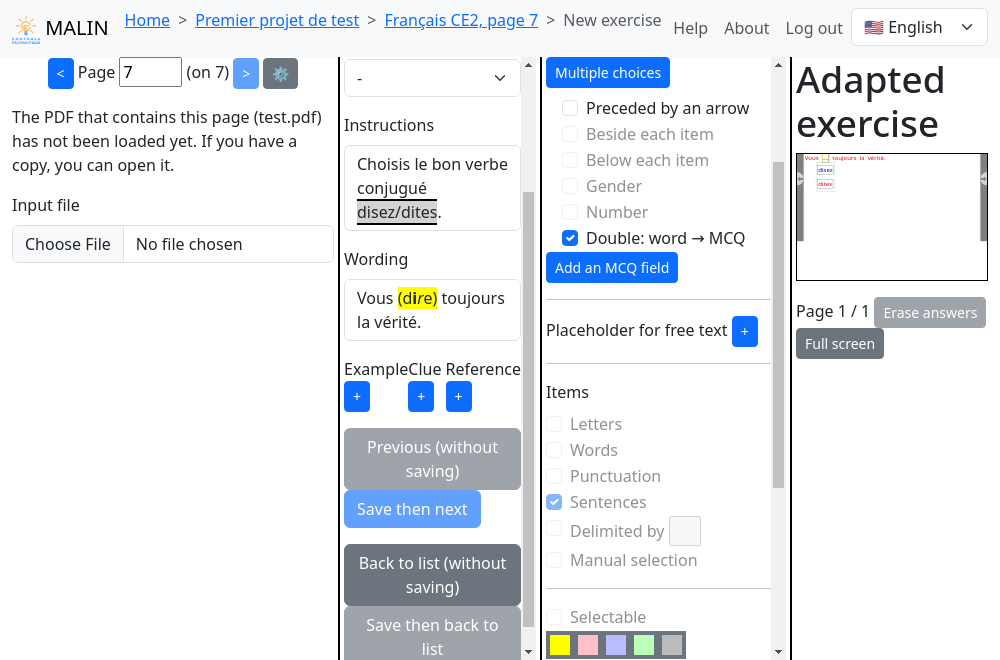 MALIN
Home > Premier projet de test > Français CE2, page 7 > New exercise
Help About Log out 🇺🇸 English
< Page 7 (on 7) > ⚙️
The PDF that contains this page (test.pdf)
has not been loaded yet. If you have a
copy, you can open it.
Input file
Choose File No file chosen
-
Instructions
Choisis le bon verbe
conjugué
disez/dites.
Wording
Vous (dire) toujours
la vérité.
Example Clue Reference
+ + +
Previous (without
saving)
Save then next
Back to list (without
saving)
Save then back to
list
Multiple choices
Preceded by an arrow
Beside each item
Below each item
Gender
Number
Double: word → MCQ
Add an MCQ field
Placeholder for free text +
Items
Letters
Words
Punctuation
Sentences
Delimited by
Manual selection
Selectable
Adapted
exercise
Vous ... toujours la vérité.
disez
dites
Page 1 / 1 Erase answers
Full screen